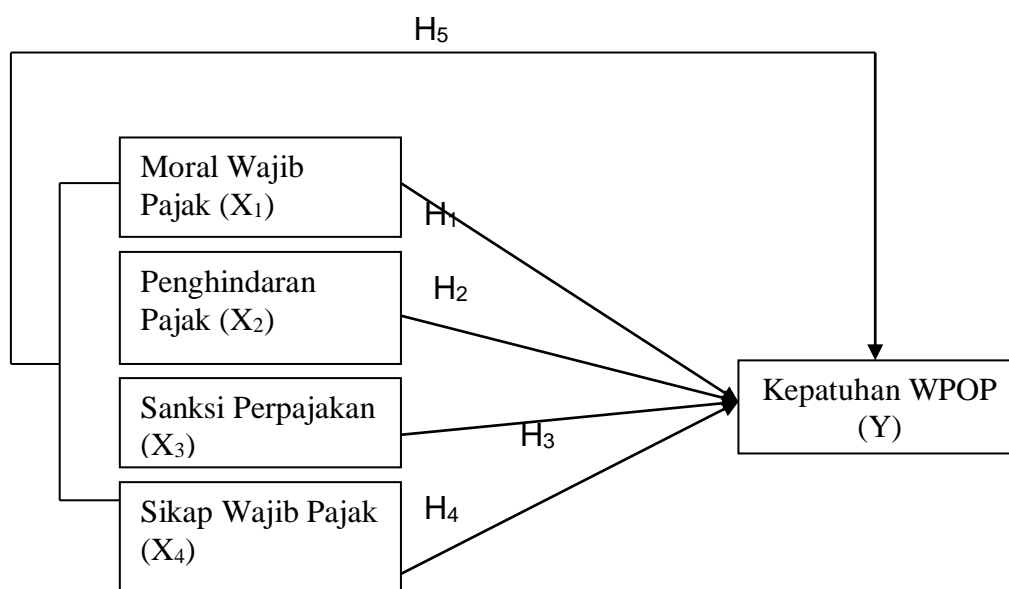 H₅
Moral Wajib
Pajak (X₁)
H₁
Penghindaran
Pajak (X₂)
H₂
Sanksi Perpajakan
(X₃)
H₃
Sikap Wajib Pajak
(X₄)
H₄
Kepatuhan WPOP
(Y)